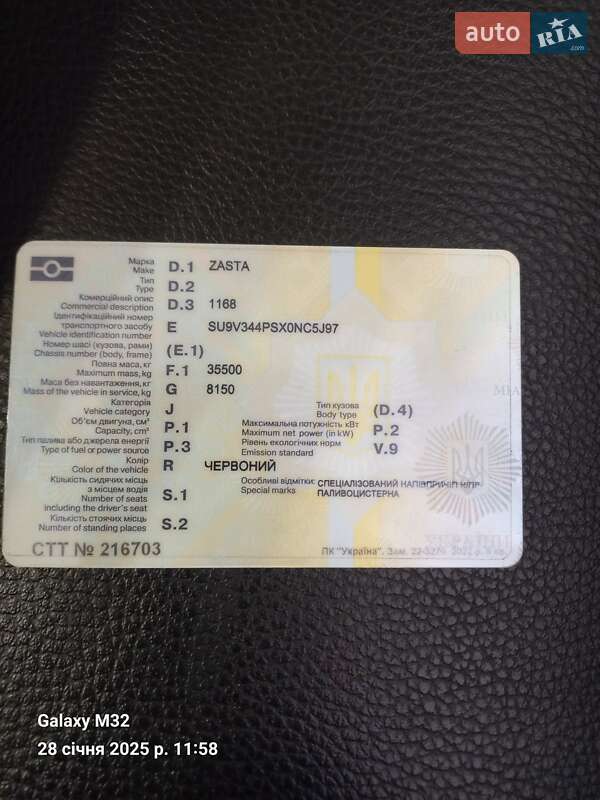 auto RIA.com
Марка
Make D.1 ZASTA
Тип
Type D.2
Комерційний опис
Commercial description D.3 1168
Ідентифікаційний номер
транспортного засобу
Vehicle identification number E SU9V344PSX0NC5J97
Номер шасі (кузова, рами)
Chassis number (body, frame) (E.1)
Повна маса, кг
Maximum mass, kg F.1 35500
Маса без навантаження, кг
Mass of the vehicle in service, kg G 8150
Категорія
Vehicle category J
Об'єм двигуна, см³
Capacity, cm³ P.1
Тип палива або джерела енергії
Type of fuel or power source P.3
Колір
Color of the vehicle R ЧЕРВОНИЙ
Кількість сидячих місць
з місцем водія
Number of seats
including the driver's seat S.1
Кількість стоячих місць
Number of standing places S.2
Тип кузова
Body type (D.4)
Максимальна потужність кВт
Maximum net power (in kW) P.2
Рівень екологічних норм
Emission standard V.9
Особливі відмітки:
Special marks
СПЕЦІАЛІЗОВАНИЙ НАПІВПРИЧІП Н/ПР-
ПАЛИВОЦИСТЕРНА
СТТ № 216703
ПК "Україна". Зам.
Galaxy M32
28 січня 2025 р. 11:58